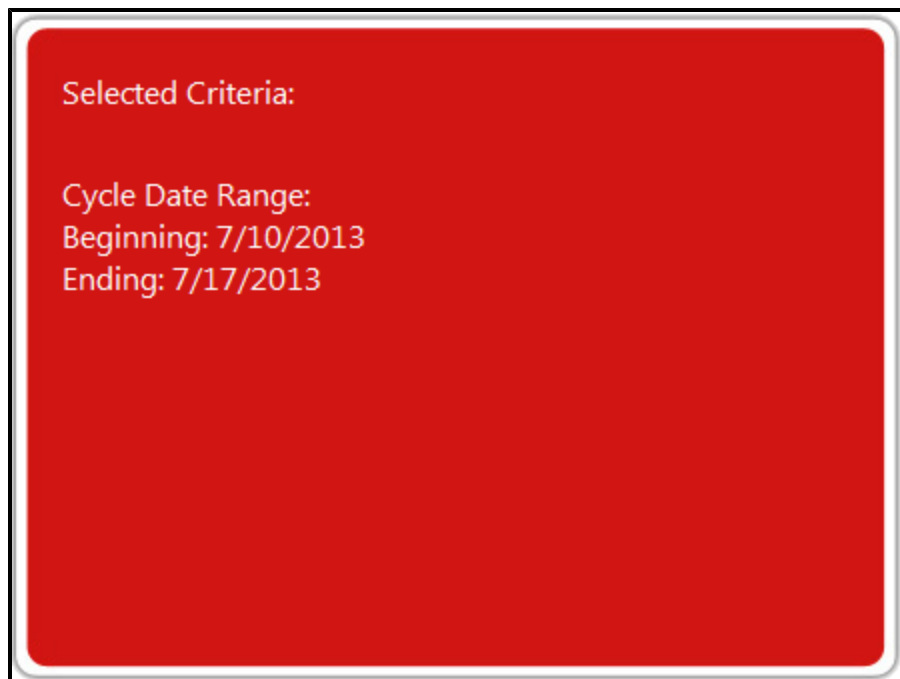 Selected Criteria:
Cycle Date Range:
Beginning: 7/10/2013
Ending: 7/17/2013